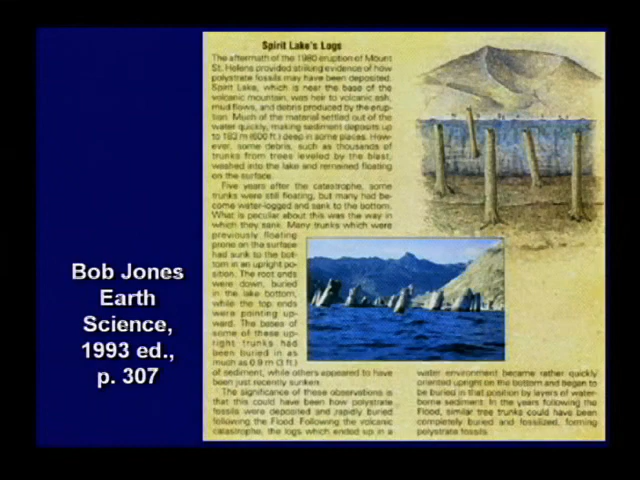 Bob Jones
Earth
Science,
1993 ed.,
p. 307
Spirit Lake's Logs
The aftermath of the 1980 eruption of Mount
St. Helens provided striking evidence of how
polystrate fossils may have been deposited.
Spirit Lake, which is near the base of the
volcanic mountain, was heir to volcanic ash,
mud flows, and debris produced by the erup-
tion. Much of the material settled out of the
water quickly, making sediment deposits up
to 183 m (600 ft.) deep in some places. How-
ever, some debris, such as thousands of
trunks from trees leveled by the blast,
washed into the lake and remained floating
on the surface.
Five years after the catastrophe, some
trunks were still floating, but many had be-
come water-logged and sank to the bottom.
What is peculiar about this was the way in
which they sank. Many trunks which were
previously floating
prone on the surface
had sunk to the bot-
tom in an upright po-
sition. The root ends
were down, buried
in the lake bottom,
while the top ends
were pointing up-
ward. The bases of
some of these up-
right trunks had
been buried in as
much as 0.9 m (3 ft.)
of sediment, while others appeared to have
been just recently sunken.
The significance of these observations is
that this could have been how polystrate
fossils were deposited and rapidly buried
following the Flood. Following the volcanic
catastrophe, the logs which ended up in a
water environment became rather quickly
oriented upright on the bottom and began to
be buried in that position by layers of water-
borne sediment. In the years following the
Flood, similar tree trunks could have been
completely buried and fossilized, forming
polystrate fossils.